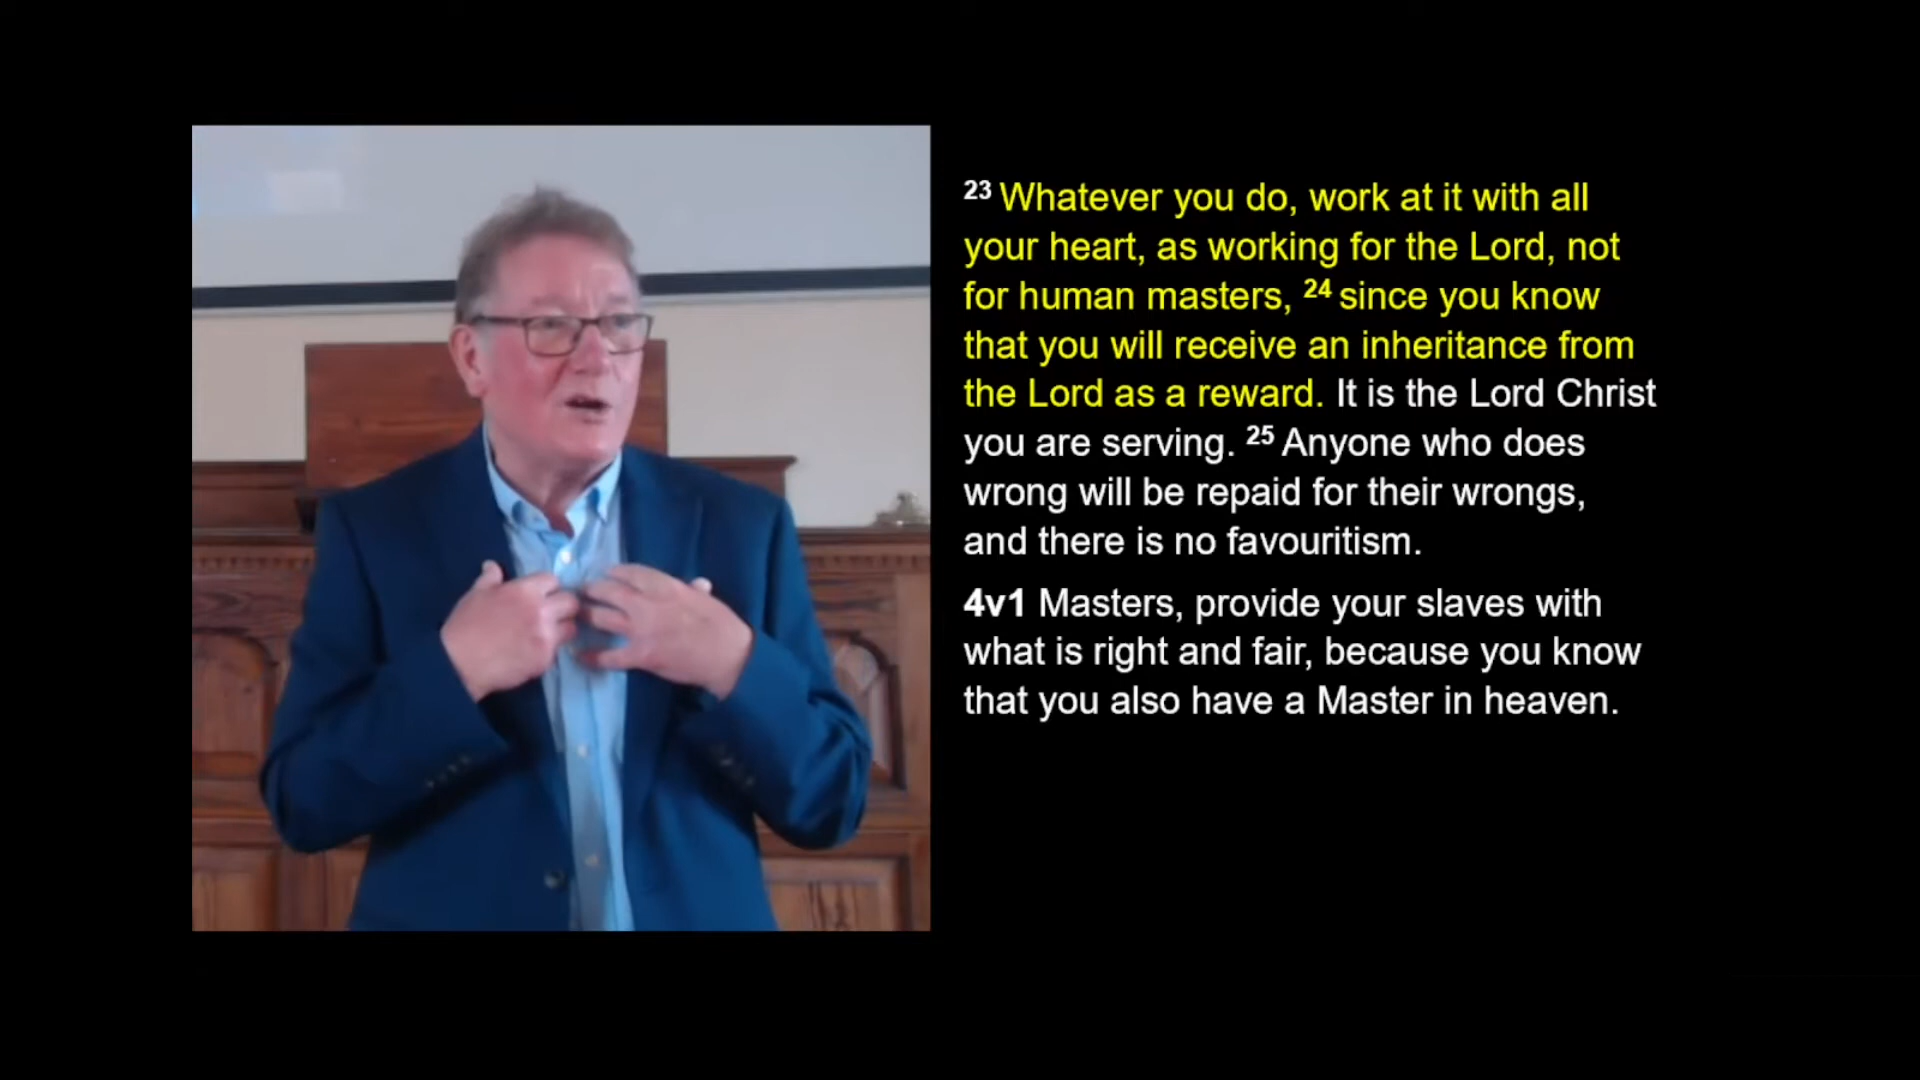 23 Whatever you do, work at it with all
your heart, as working for the Lord, not
for human masters, 24 since you know
that you will receive an inheritance from
the Lord as a reward. It is the Lord Christ
you are serving. 25 Anyone who does
wrong will be repaid for their wrongs,
and there is no favouritism.
4v1 Masters, provide your slaves with
what is right and fair, because you know
that you also have a Master in heaven.